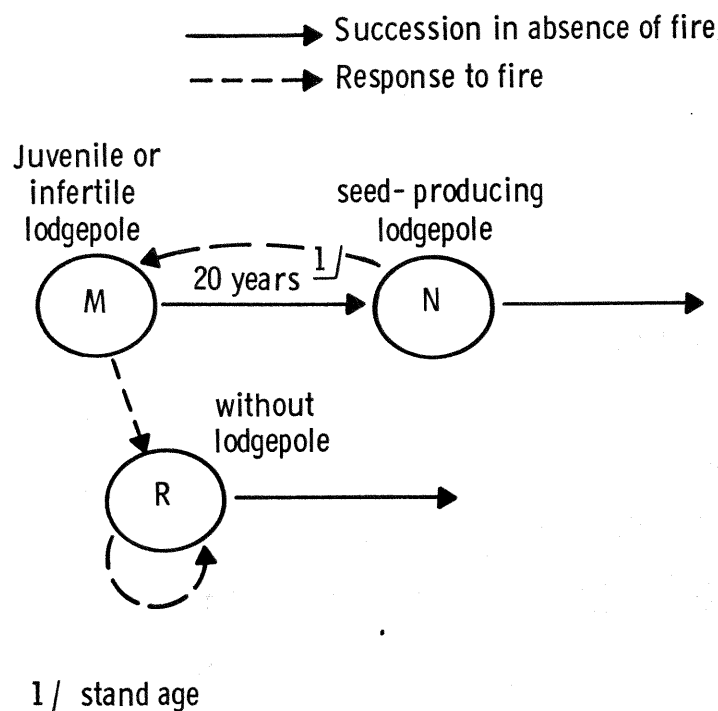 Succession in absence of fire
Response to fire
Juvenile or
infertile
lodgepole
seed-producing
lodgepole
20 years 1/
M
N
without
lodgepole
R
1/ stand age